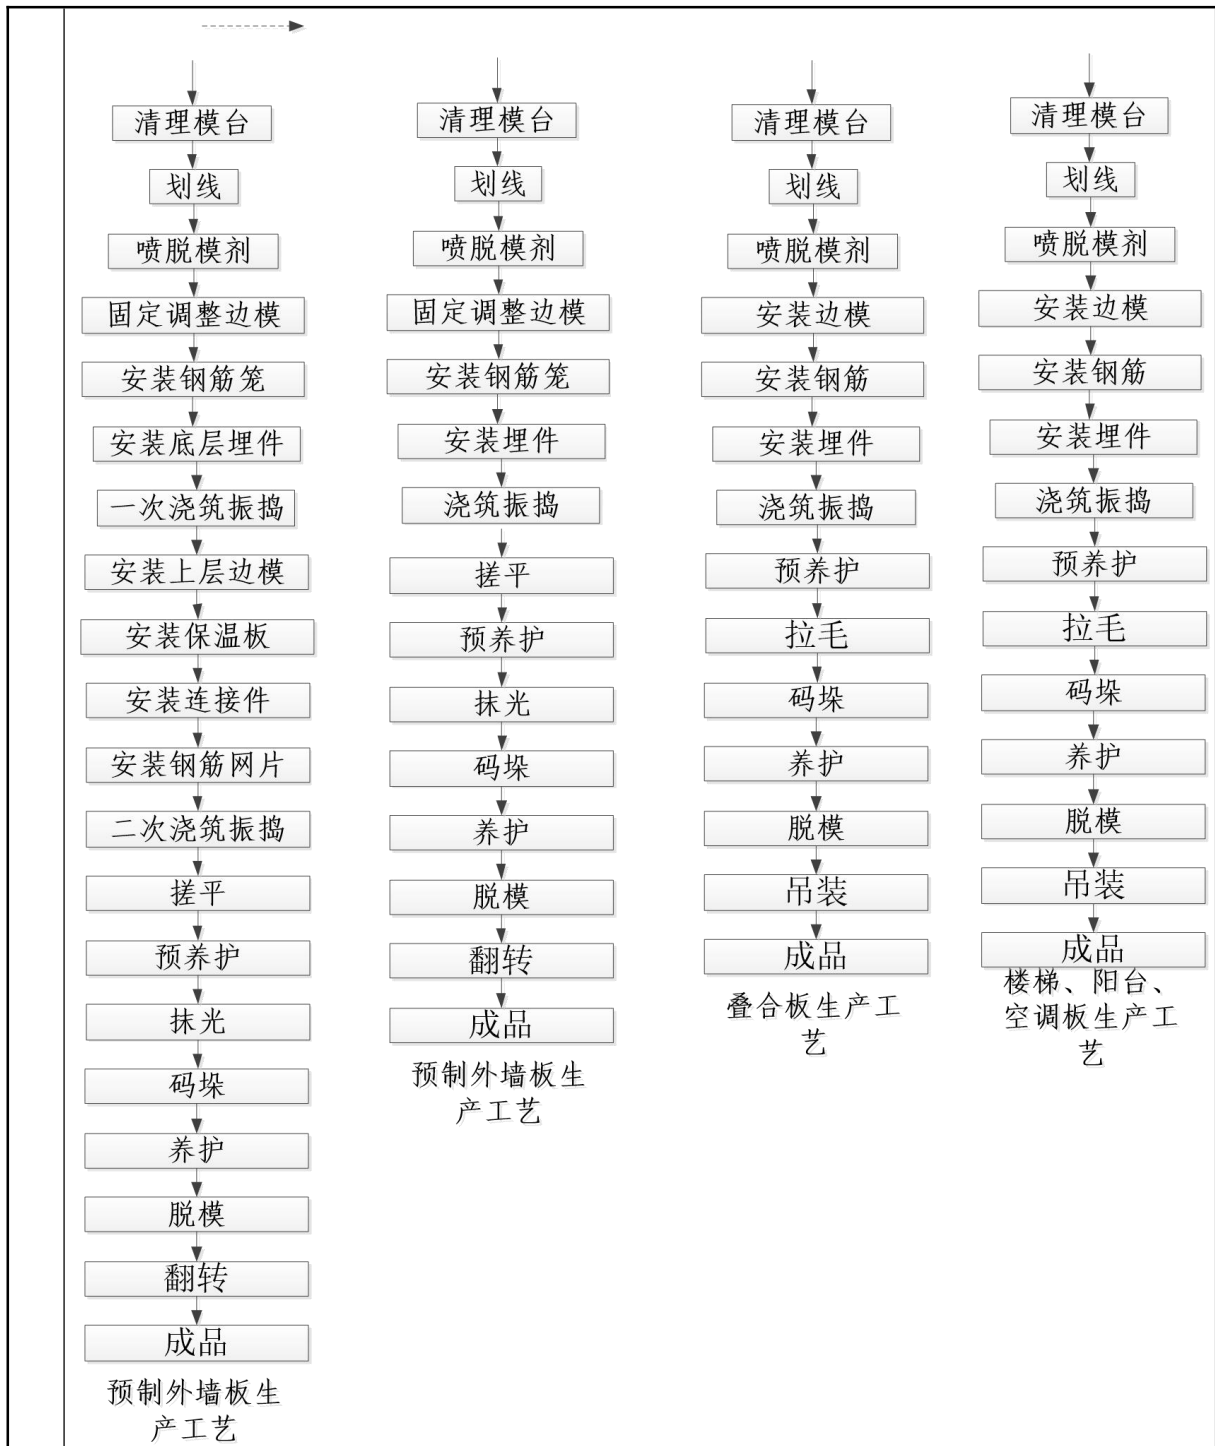 清理模台
划线
喷脱模剂
固定调整边模
安装钢筋笼
安装底层埋件
一次浇筑振捣
安装上层边模
安装保温板
安装连接件
安装钢筋网片
二次浇筑振捣
搓平
预养护
抹光
码垛
养护
脱模
翻转
成品
预制外墙板生
产工艺
清理模台
划线
喷脱模剂
固定调整边模
安装钢筋笼
安装埋件
浇筑振捣
搓平
预养护
抹光
码垛
养护
脱模
翻转
成品
预制外墙板生
产工艺
清理模台
划线
喷脱模剂
安装边模
安装钢筋
安装埋件
浇筑振捣
预养护
拉毛
码垛
养护
脱模
吊装
成品
叠合板生产工
艺
清理模台
划线
喷脱模剂
安装边模
安装钢筋
安装埋件
浇筑振捣
预养护
拉毛
码垛
养护
脱模
吊装
成品
楼梯、阳台、
空调板生产工
艺